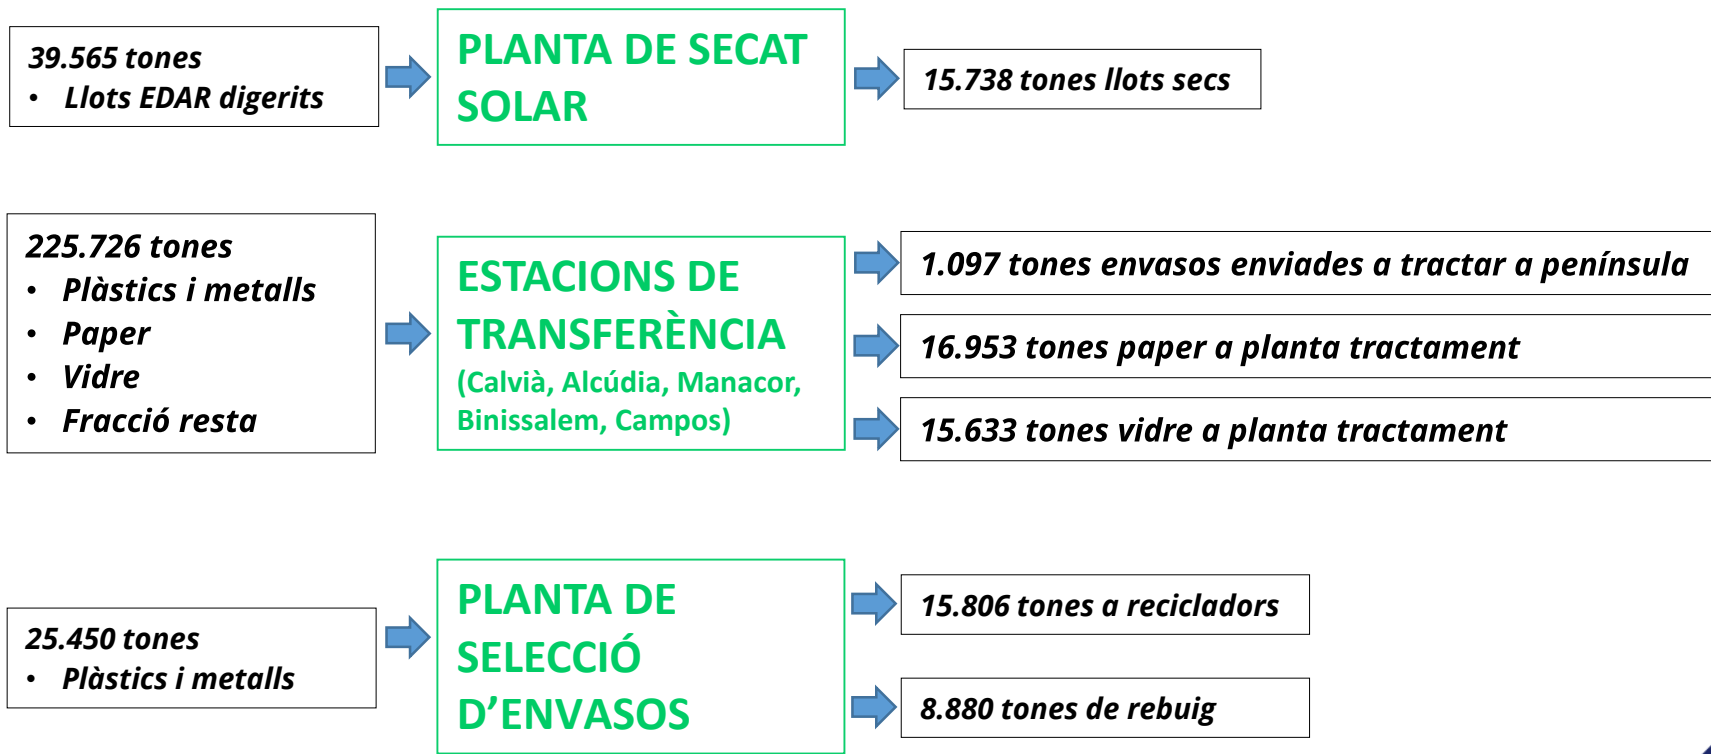 39.565 tones
• Llots EDAR digerits
PLANTA DE SECAT
SOLAR
15.738 tones llots secs
225.726 tones
• Plàstics i metalls
• Paper
• Vidre
• Fracció resta
ESTACIONS DE
TRANSFERÈNCIA
(Calvià, Alcúdia, Manacor,
Binissalem, Campos)
1.097 tones envasos enviades a tractar a península
16.953 tones paper a planta tractament
15.633 tones vidre a planta tractament
25.450 tones
• Plàstics i metalls
PLANTA DE
SELECCIÓ
D’ENVASOS
15.806 tones a recicladors
8.880 tones de rebuig